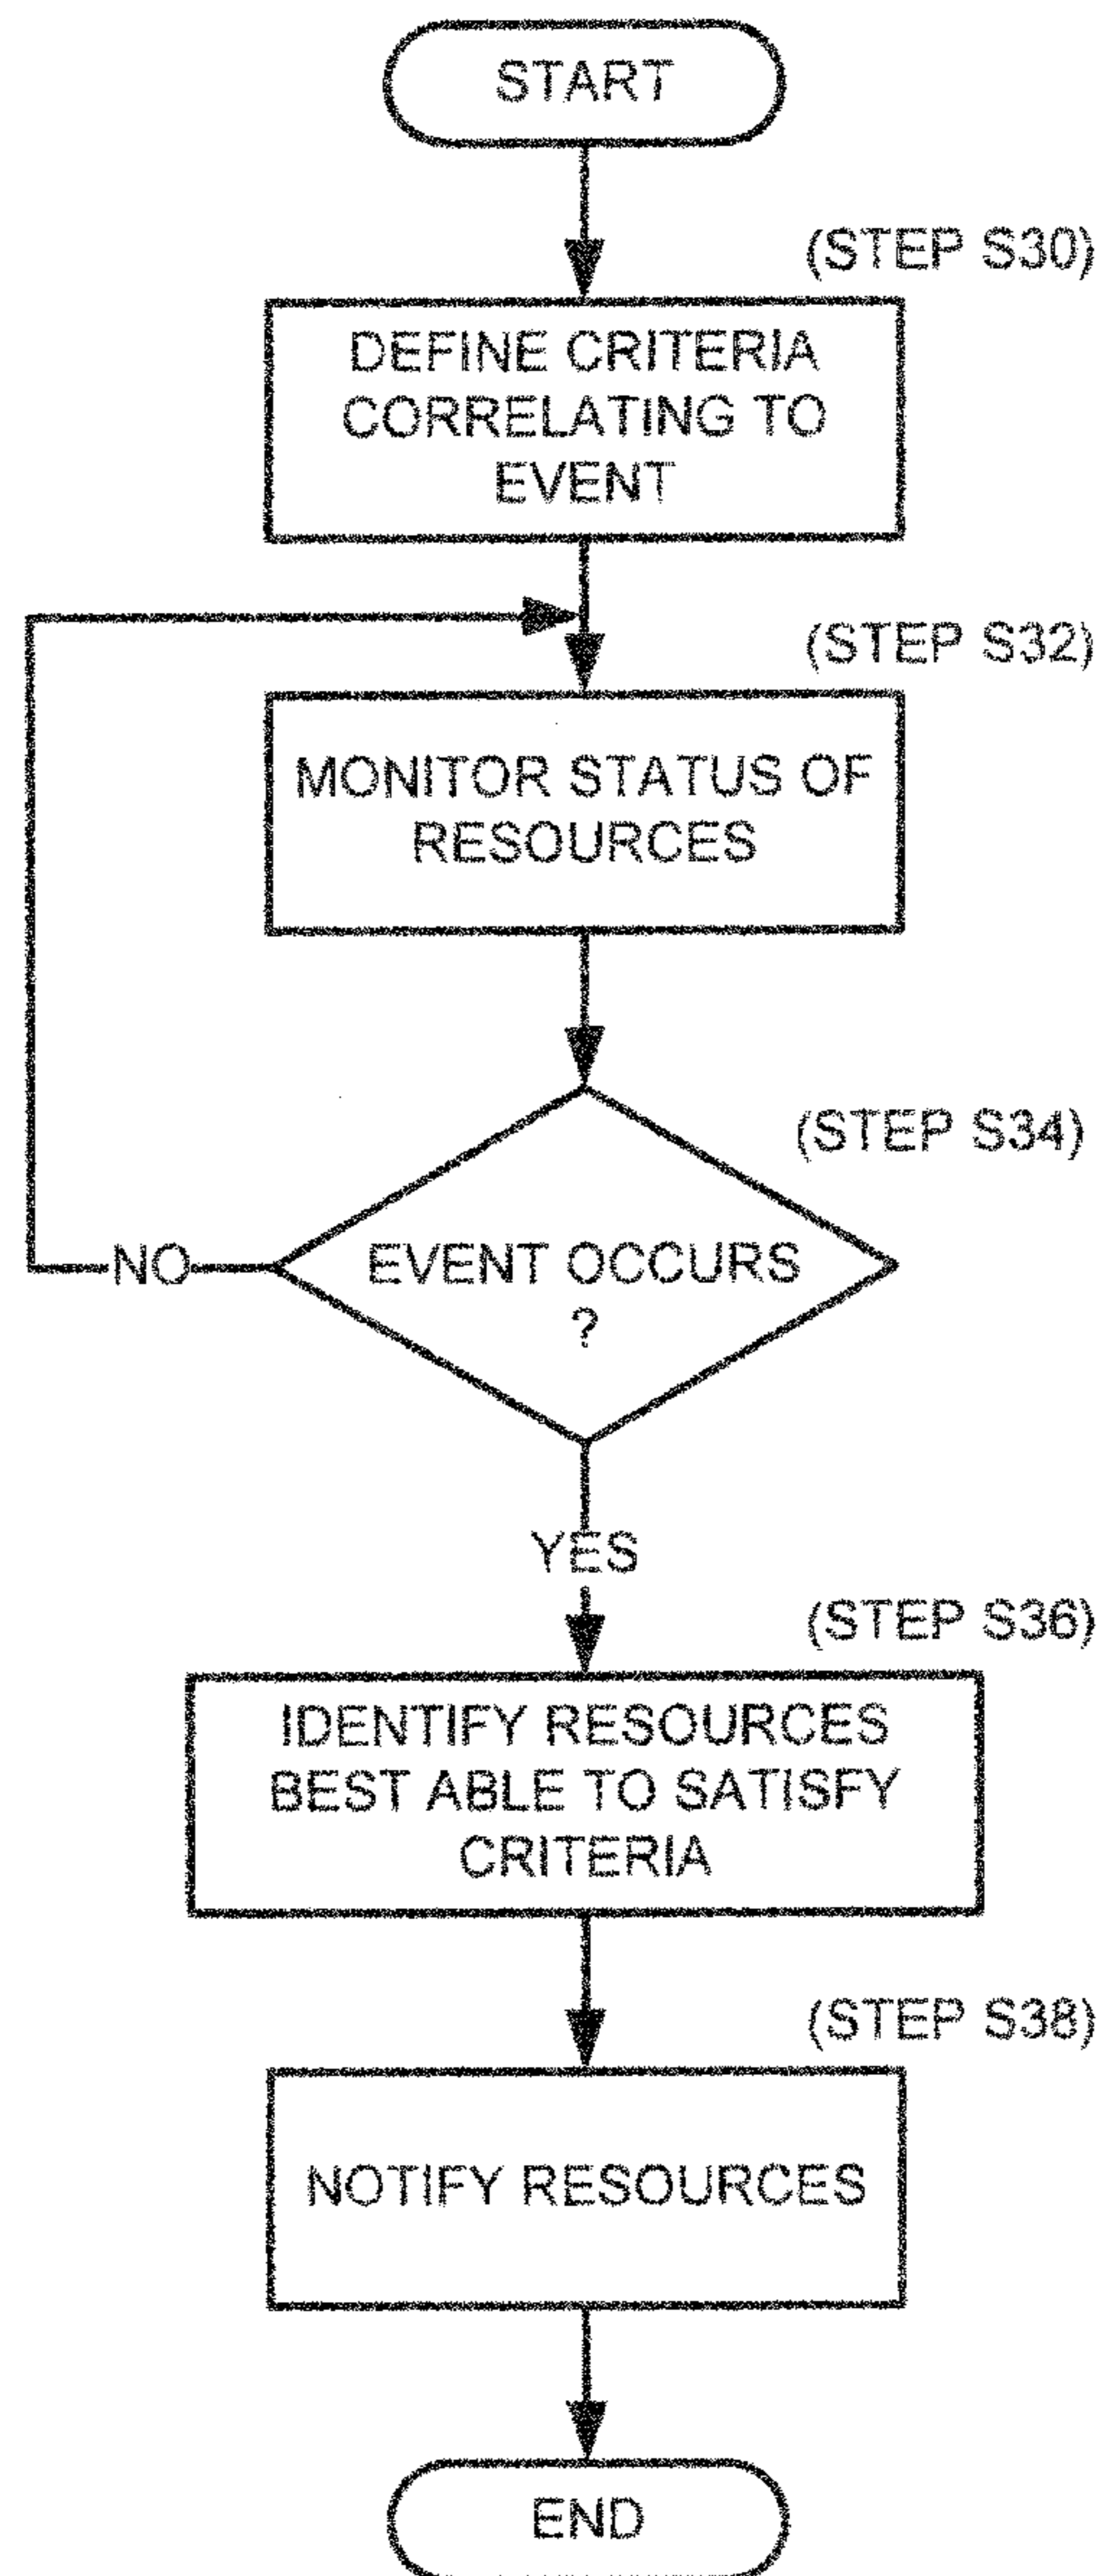 START
(STEP S30)
DEFINE CRITERIA
CORRELATING TO
EVENT
(STEP S32)
MONITOR STATUS OF
RESOURCES
(STEP S34)
EVENT OCCURS
?
NO
YES
(STEP S36)
IDENTIFY RESOURCES
BEST ABLE TO SATISFY
CRITERIA
(STEP S38)
NOTIFY RESOURCES
END